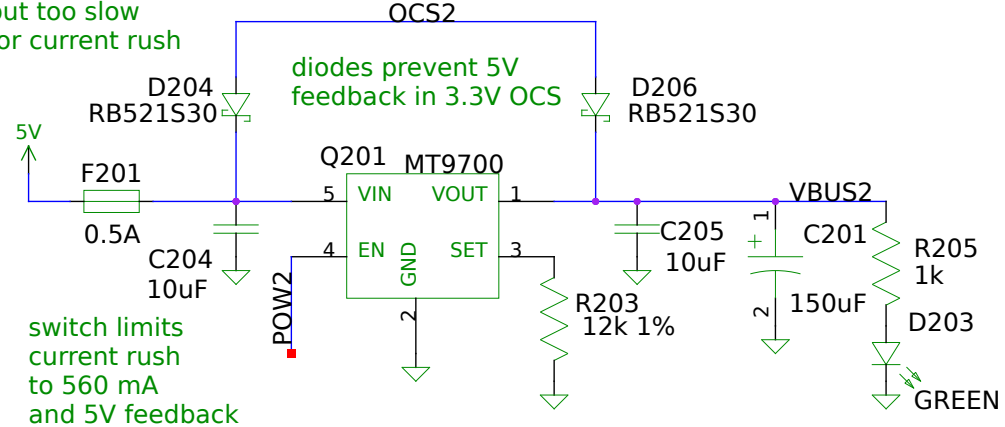 but too slow
for current rush
OCS2
diodes prevent 5V
feedback in 3.3V OCS
D204
RB521S30
D206
RB521S30
5V
F201
0.5A
Q201
MT9700
5
VIN
VOUT
1
4
EN
GND
SET
3
2
C204
10uF
POW2
C205
10uF
VBUS2
1
+
C201
150uF
2
R205
1k
R203
12k 1%
D203
GREEN
switch limits
current rush
to 560 mA
and 5V feedback